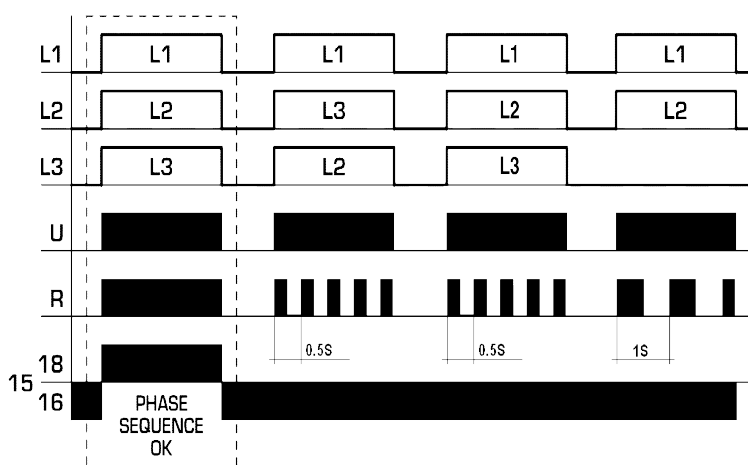 L1 L1 L1 L1 L1
L2 L2 L3 L2 L2
L3 L3 L2 L3
U
R
0.5S 0.5S 1S
18
15
16
PHASE
SEQUENCE
OK